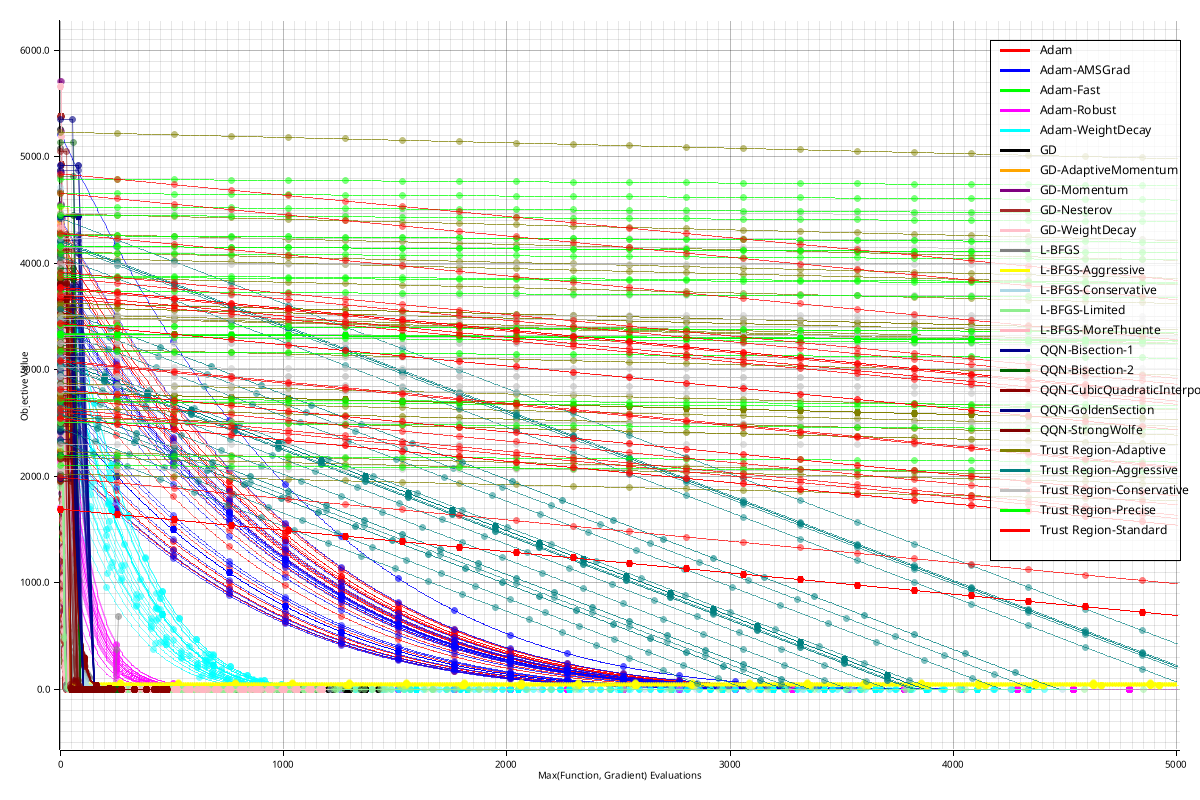 6000.0
5000.0
4000.0
3000.0
2000.0
1000.0
0.0
Objective Value
0
1000
2000
3000
4000
5000
Max(Function, Gradient) Evaluations
Adam
Adam-AMSGrad
Adam-Fast
Adam-Robust
Adam-WeightDecay
GD
GD-AdaptiveMomentum
GD-Momentum
GD-Nesterov
GD-WeightDecay
L-BFGS
L-BFGS-Aggressive
L-BFGS-Conservative
L-BFGS-Limited
L-BFGS-MoreThuente
QQN-Bisection-1
QQN-Bisection-2
QQN-CubicQuadraticInterpo
QQN-GoldenSection
QQN-StrongWolfe
Trust Region-Adaptive
Trust Region-Aggressive
Trust Region-Conservative
Trust Region-Precise
Trust Region-Standard